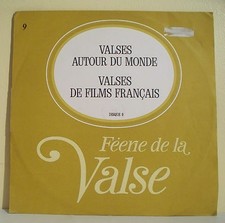 9
VALSES
AUTOUR DU MONDE
VALSES
DE FILMS FRANÇAIS
Féerie de la
Valse